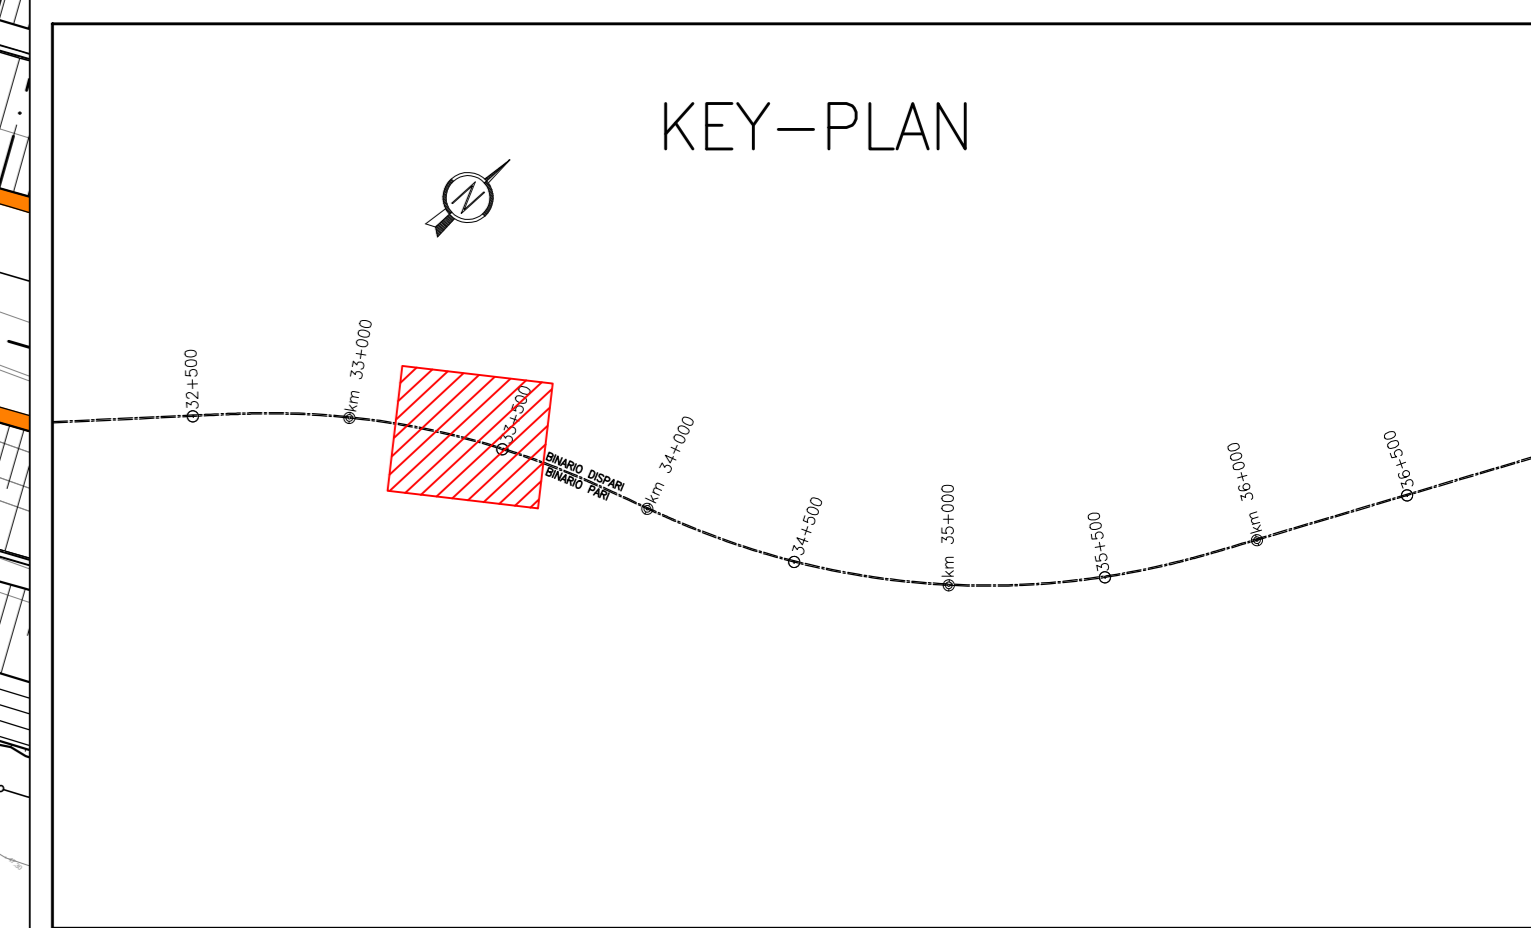 KEY-PLAN
N
32+500
km 33+000
33+500
BINARIO DISPARI
BINARIO PARI
km 34+000
34+500
km 35+000
35+500
km 36+000
36+500